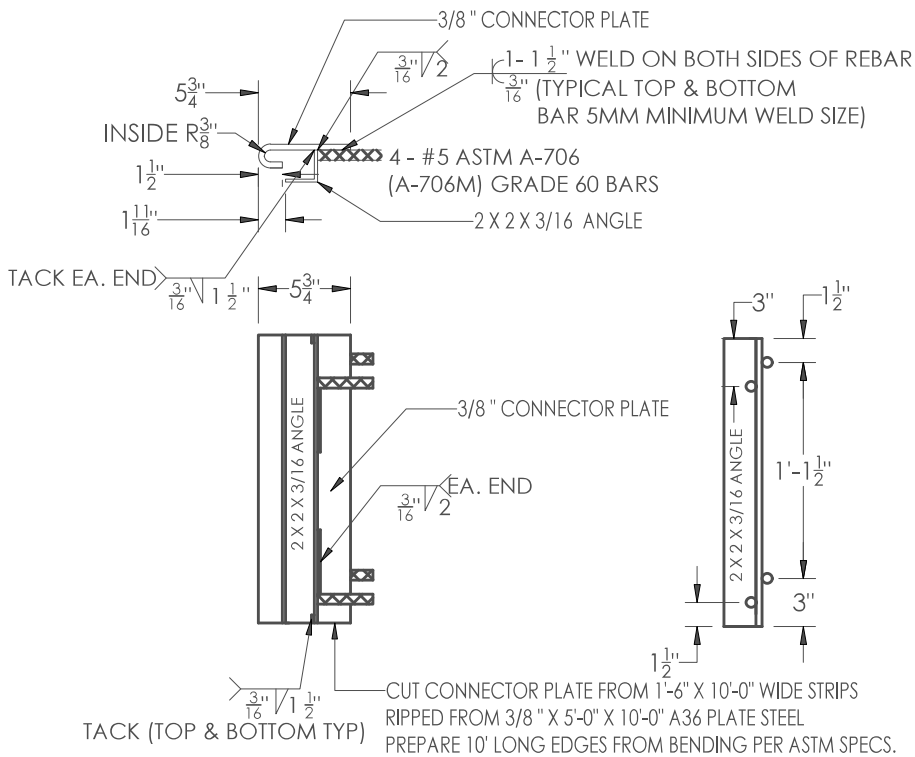 3/8 " CONNECTOR PLATE
3/16" 2
1- 1 1/2" WELD ON BOTH SIDES OF REBAR
3/16" (TYPICAL TOP & BOTTOM
BAR 5MM MINIMUM WELD SIZE)
5 3/4"
INSIDE R3/8"
1 1/2"
4 - #5 ASTM A-706
(A-706M) GRADE 60 BARS
1 11/16"
2 X 2 X 3/16 ANGLE
TACK EA. END
3/16" 1 1/2"
5 3/4"
3"
1 1/2"
3/8 " CONNECTOR PLATE
2 X 2 X 3/16 ANGLE
EA. END
3/16" 2
2 X 2 X 3/16 ANGLE
1'-1 1/2"
3"
1 1/2"
3/16" 1 1/2"
TACK (TOP & BOTTOM TYP)
CUT CONNECTOR PLATE FROM 1'-6" X 10'-0" WIDE STRIPS
RIPPED FROM 3/8 " X 5'-0" X 10'-0" A36 PLATE STEEL
PREPARE 10' LONG EDGES FROM BENDING PER ASTM SPECS.